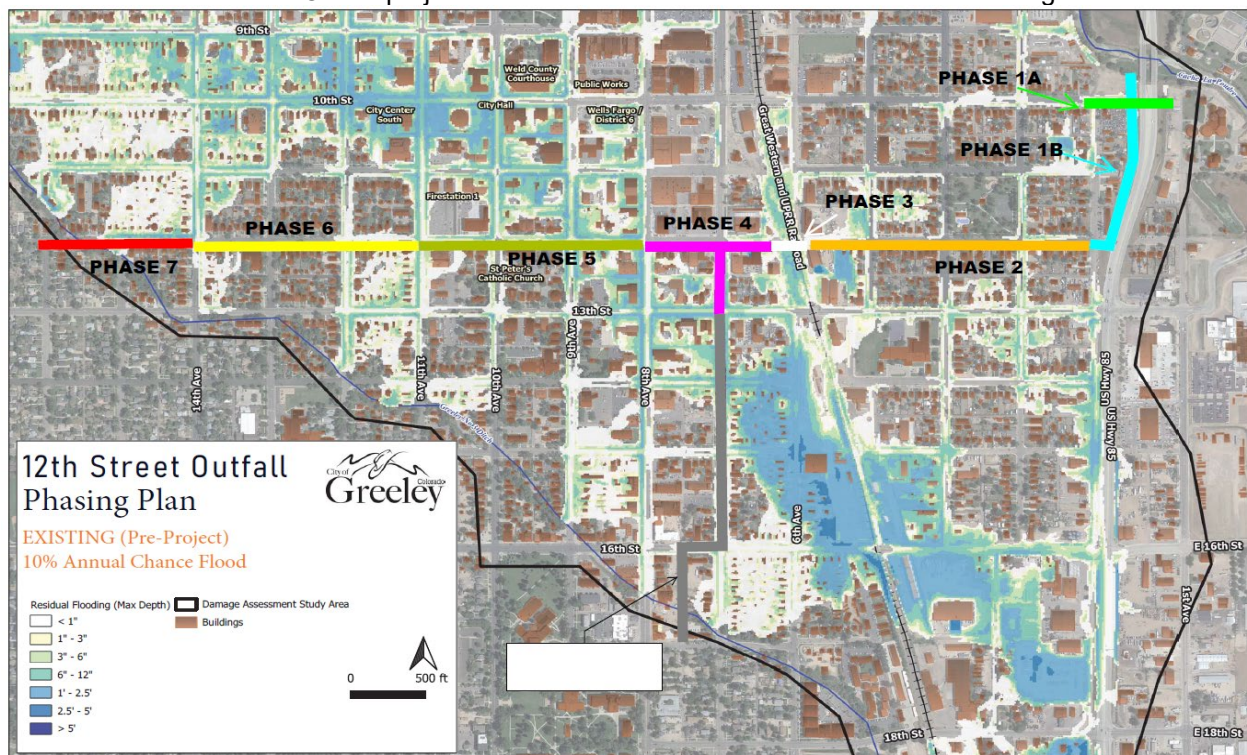 9th St
Weld County
Courthouse
Public Works
10th St
City Center
South
City Hall
Wells Fargo /
District 6
Great Western and UPRR Railroad
PHASE 1A
PHASE 1B
Firestation 1
PHASE 7
PHASE 6
PHASE 5
PHASE 4
PHASE 3
PHASE 2
St Peter's
Catholic Church
13th St
14th Ave
11th Ave
10th Ave
9th Ave
8th Ave
6th Ave
US Hwy 85
US Hwy 85
1st Ave
16th St
E 16th St
18th St
E 18th St
12th Street Outfall
Phasing Plan
City of
Greeley
Colorado
EXISTING (Pre-Project)
10% Annual Chance Flood
Residual Flooding (Max Depth)
< 1"
1" - 3"
3" - 6"
6" - 12"
1' - 2.5'
2.5' - 5'
> 5'
Damage Assessment Study Area
Buildings
0
500 ft